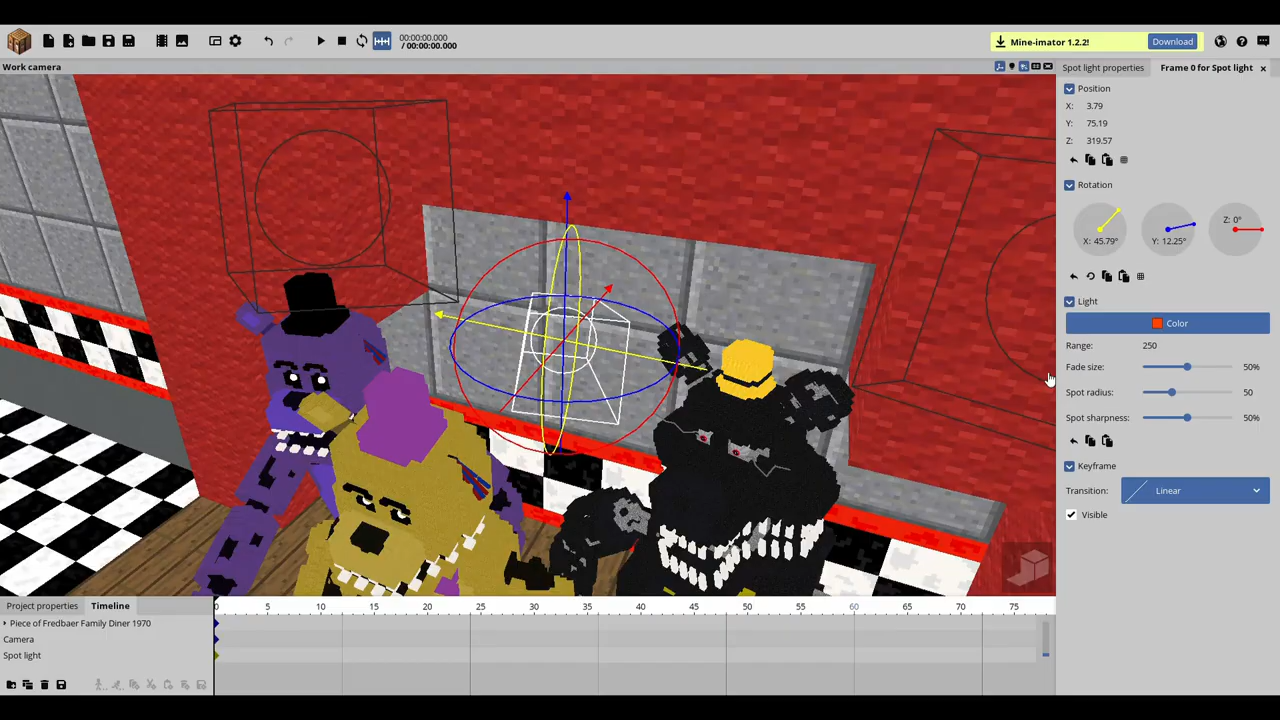 00:00:00.000
/ 00:00:00.000
Mine-imator 1.2.2!
Download
Work camera
Spot light properties
Frame 0 for Spot light
Position
X: 3.79
Y: 75.19
Z: 319.57
Rotation
X: 45.79°
Y: 12.25°
Z: 0°
Light
Color
Range: 250
Fade size: 50%
Spot radius: 50
Spot sharpness: 50%
Keyframe
Transition: Linear
Visible
Project properties
Timeline
0 5 10 15 20 25 30 35 40 45 50 55 60 65 70 75
Piece of Fredbaer Family Diner 1970
Camera
Spot light